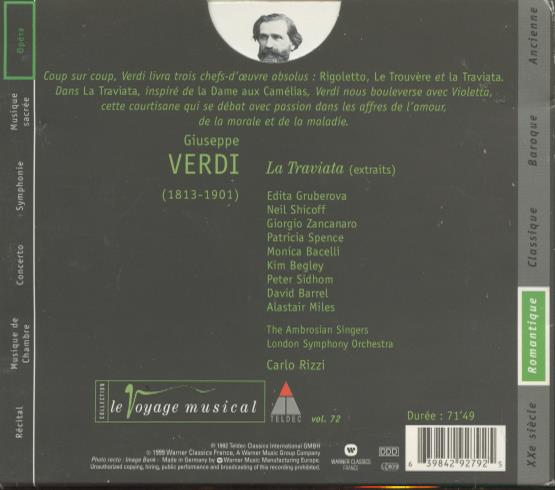 Coup sur coup, Verdi livra trois chefs-d'œuvre absolus : Rigoletto, Le Trouvère et la Traviata.
Dans La Traviata, inspiré de la Dame aux Camélias, Verdi nous bouleverse avec Violetta,
cette courtisane qui se débat avec passion dans les affres de l'amour,
de la morale et de la maladie.
Giuseppe
VERDI
(1813-1901)
La Traviata (extraits)
Edita Gruberova
Neil Shicoff
Giorgio Zancanaro
Patricia Spence
Monica Bacelli
Kim Begley
Peter Sidhom
David Barrel
Alastair Miles
The Ambrosian Singers
London Symphony Orchestra
Carlo Rizzi
COLLECTION
le Voyage musical
TELDEC
vol. 72
Durée : 71'49
℗ 1992 Teldec Classics International GMBH
© 1999 Warner Classics France, A Warner Music Group Company
Photo recto : Image Bank - Made in Germany by Warner Music Manufacturing Europe.
Unauthorized copying, hiring, public performance and broadcasting of this recording prohibited.
WARNER CLASSICS
FRANCE
DDD
6 39842 92792 5
Opéra
Musique
sacrée
Symphonie
Concerto
Musique de
Chambre
Récital
Ancienne
Baroque
Classique
Romantique
XXe siècle